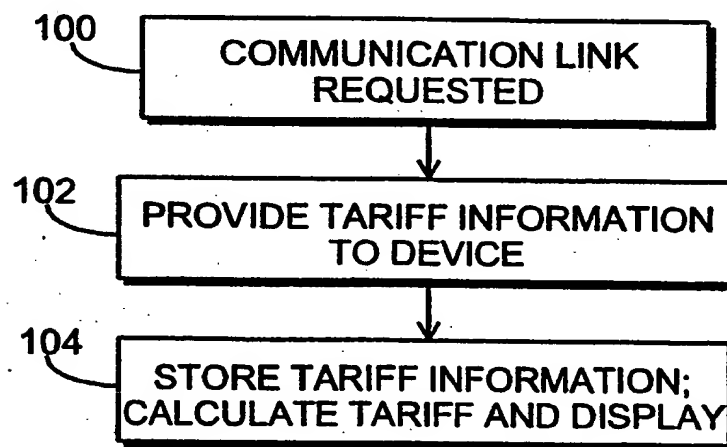 100
COMMUNICATION LINK
REQUESTED
102
PROVIDE TARIFF INFORMATION
TO DEVICE
104
STORE TARIFF INFORMATION;
CALCULATE TARIFF AND DISPLAY